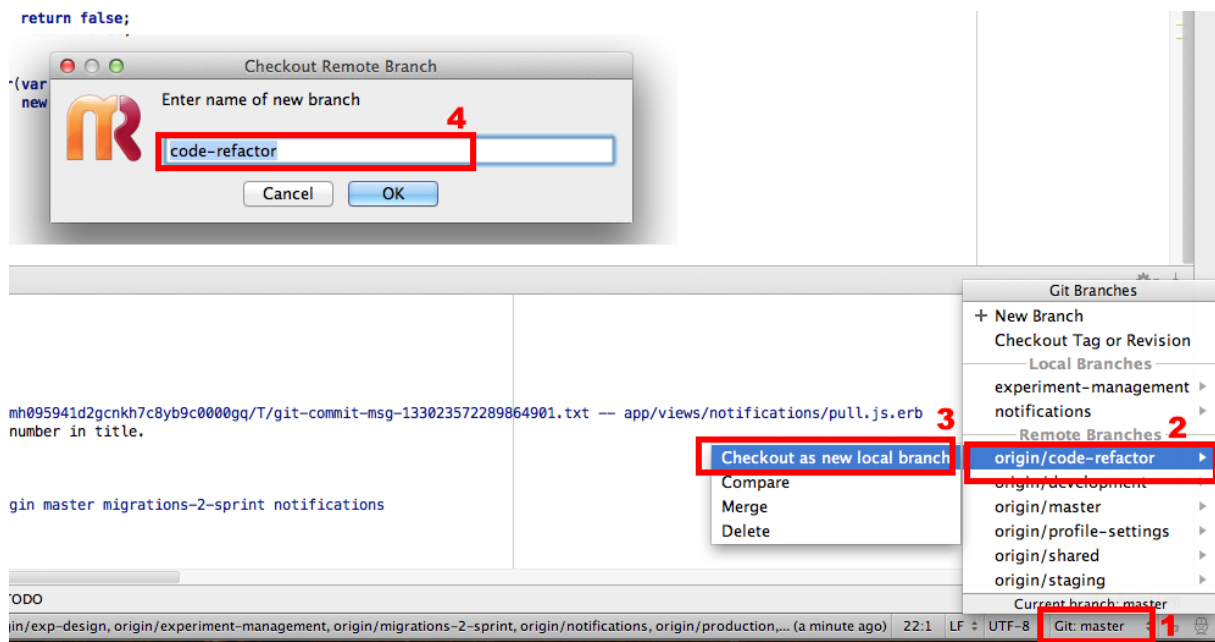 return false;
Checkout Remote Branch
r(var
new
Enter name of new branch
4
code-refactor
Cancel
OK
Git Branches
+ New Branch
Checkout Tag or Revision
Local Branches
experiment-management
notifications
Remote Branches
2
origin/code-refactor
origin/development
origin/master
origin/profile-settings
origin/shared
origin/staging
Current branch: master
mh095941d2gcnkh7c8yb9c0000gq/T/git-commit-msg-133023572289864901.txt -- app/views/notifications/pull.js.erb
number in title.
3
Checkout as new local branch
Compare
Merge
Delete
gin master migrations-2-sprint notifications
TODO
in/exp-design, origin/experiment-management, origin/migrations-2-sprint, origin/notifications, origin/production,... (a minute ago)
22:1
LF
UTF-8
Git: master
1